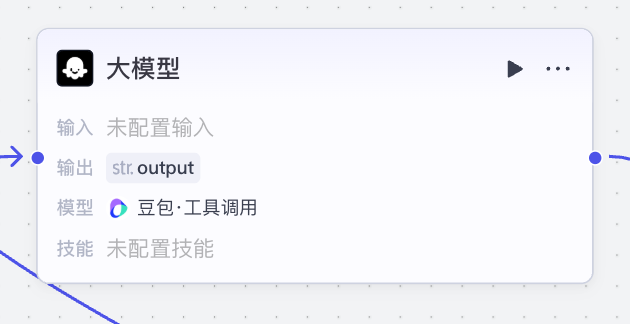 大模型
输入 未配置输入
输出 str. output
模型 豆包·工具调用
技能 未配置技能